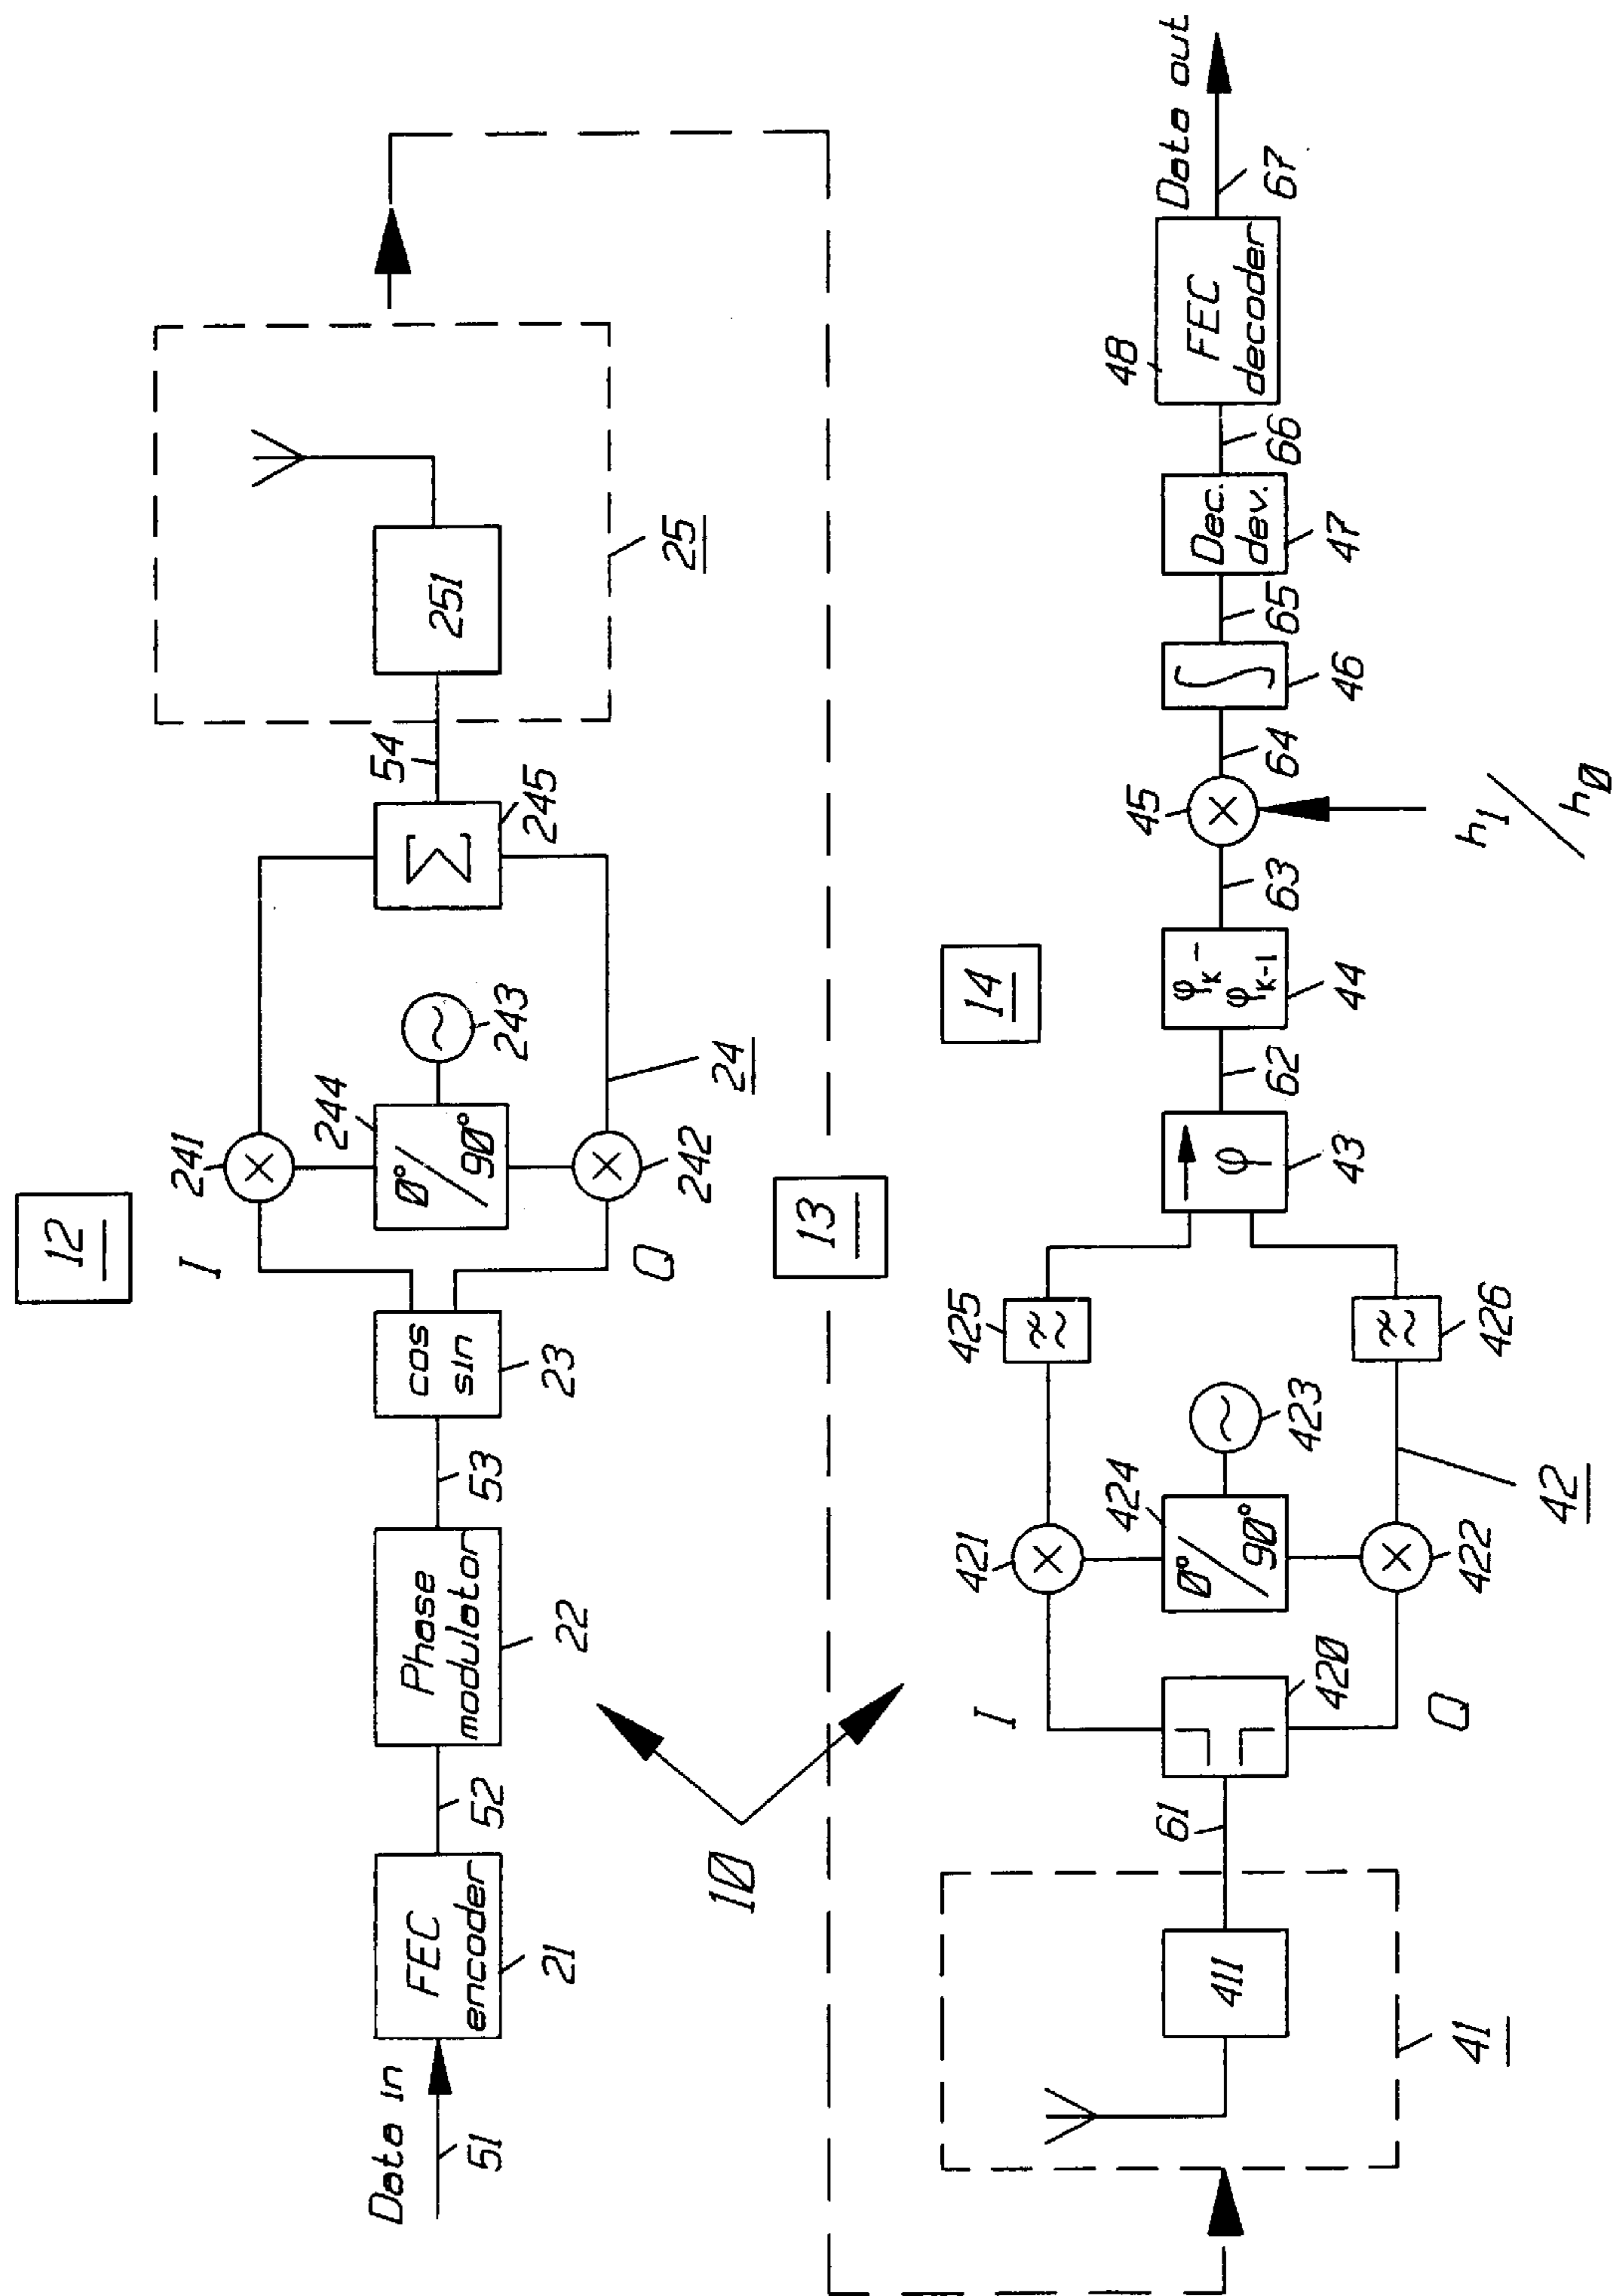 12
Data in
51
FEC
encoder
21
52
Phase
modulator
22
53
cos
sin
23
I
Q
241
244
0°/90°
243
242
24
Σ
245
54
251
25
10
13
14
41
411
61
420
I
Q
421
424
0°/90°
423
422
42
425
426
φ
43
62
φK-
φK-1
44
63
45
h1/h0
64
∫
46
65
Dec.
dev.
47
66
48
FEC
decoder
67
Data out